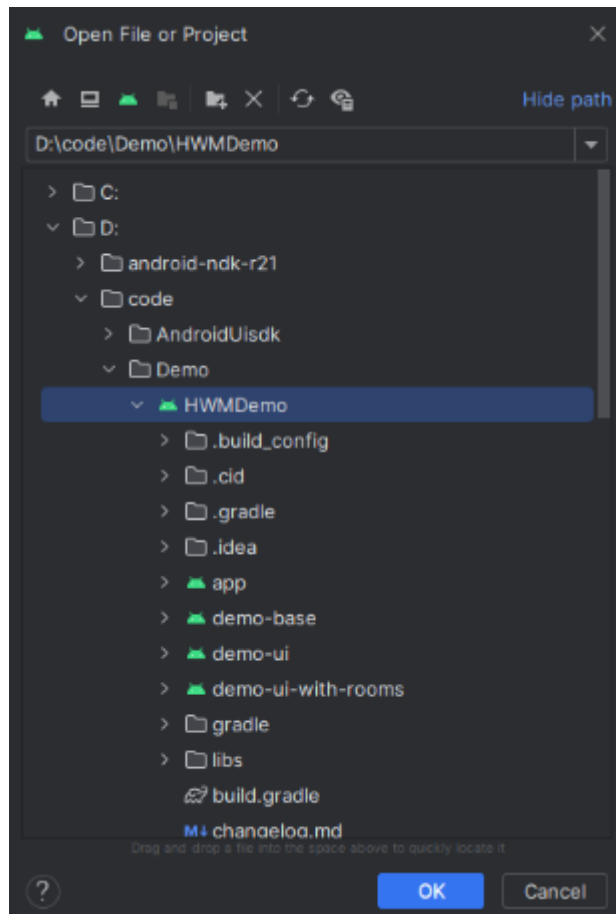 Open File or Project
Hide path
D:\code\Demo\HWMDemo
C:
D:
android-ndk-r21
code
AndroidUisdk
Demo
HWMDemo
.build_config
.cid
.gradle
.idea
app
demo-base
demo-ui
demo-ui-with-rooms
gradle
libs
build.gradle
M↓ changelog.md
Drag and drop a file into the space above to quickly locate it
? OK Cancel